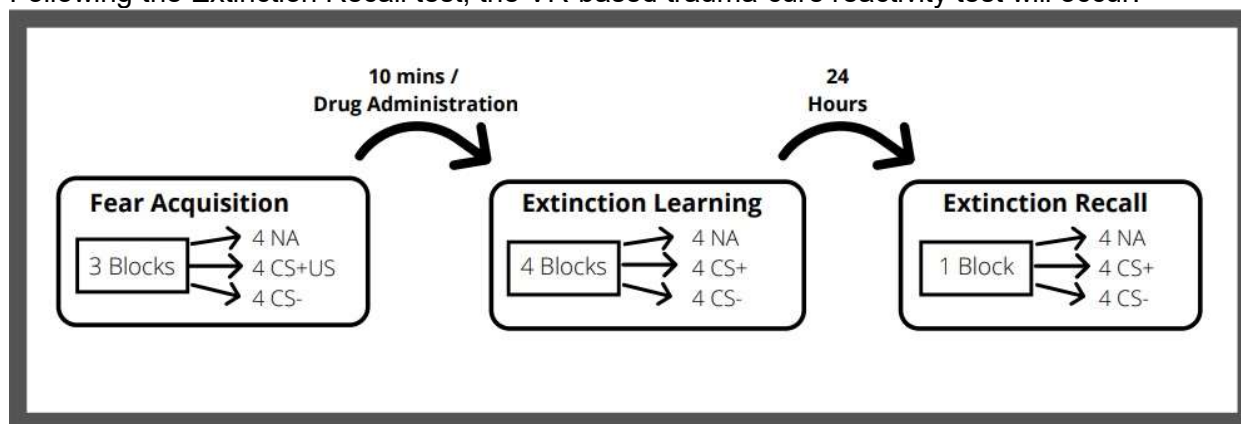 Following the Extinction Recall test, the VR-based trauma-cure reactivity test will occur.
10 mins /
Drug Administration
24
Hours
Fear Acquisition
3 Blocks
4 NA
4 CS+US
4 CS-
Extinction Learning
4 Blocks
4 NA
4 CS+
4 CS-
Extinction Recall
1 Block
4 NA
4 CS+
4 CS-